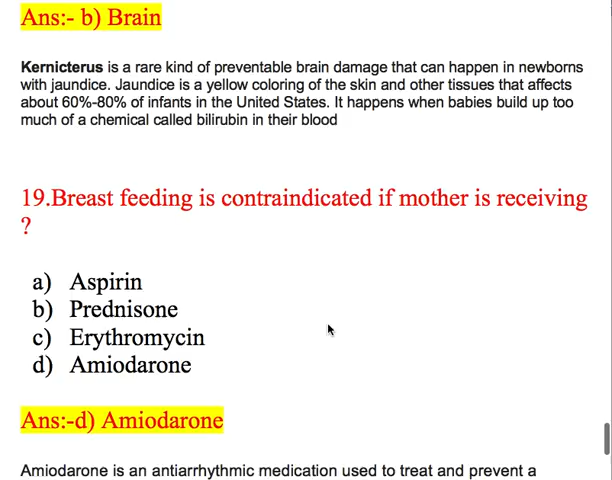 Ans:- b) Brain
Kernicterus is a rare kind of preventable brain damage that can happen in newborns
with jaundice. Jaundice is a yellow coloring of the skin and other tissues that affects
about 60%-80% of infants in the United States. It happens when babies build up too
much of a chemical called bilirubin in their blood
19.Breast feeding is contraindicated if mother is receiving
?
a) Aspirin
b) Prednisone
c) Erythromycin
d) Amiodarone
Ans:-d) Amiodarone
Amiodarone is an antiarrhythmic medication used to treat and prevent a